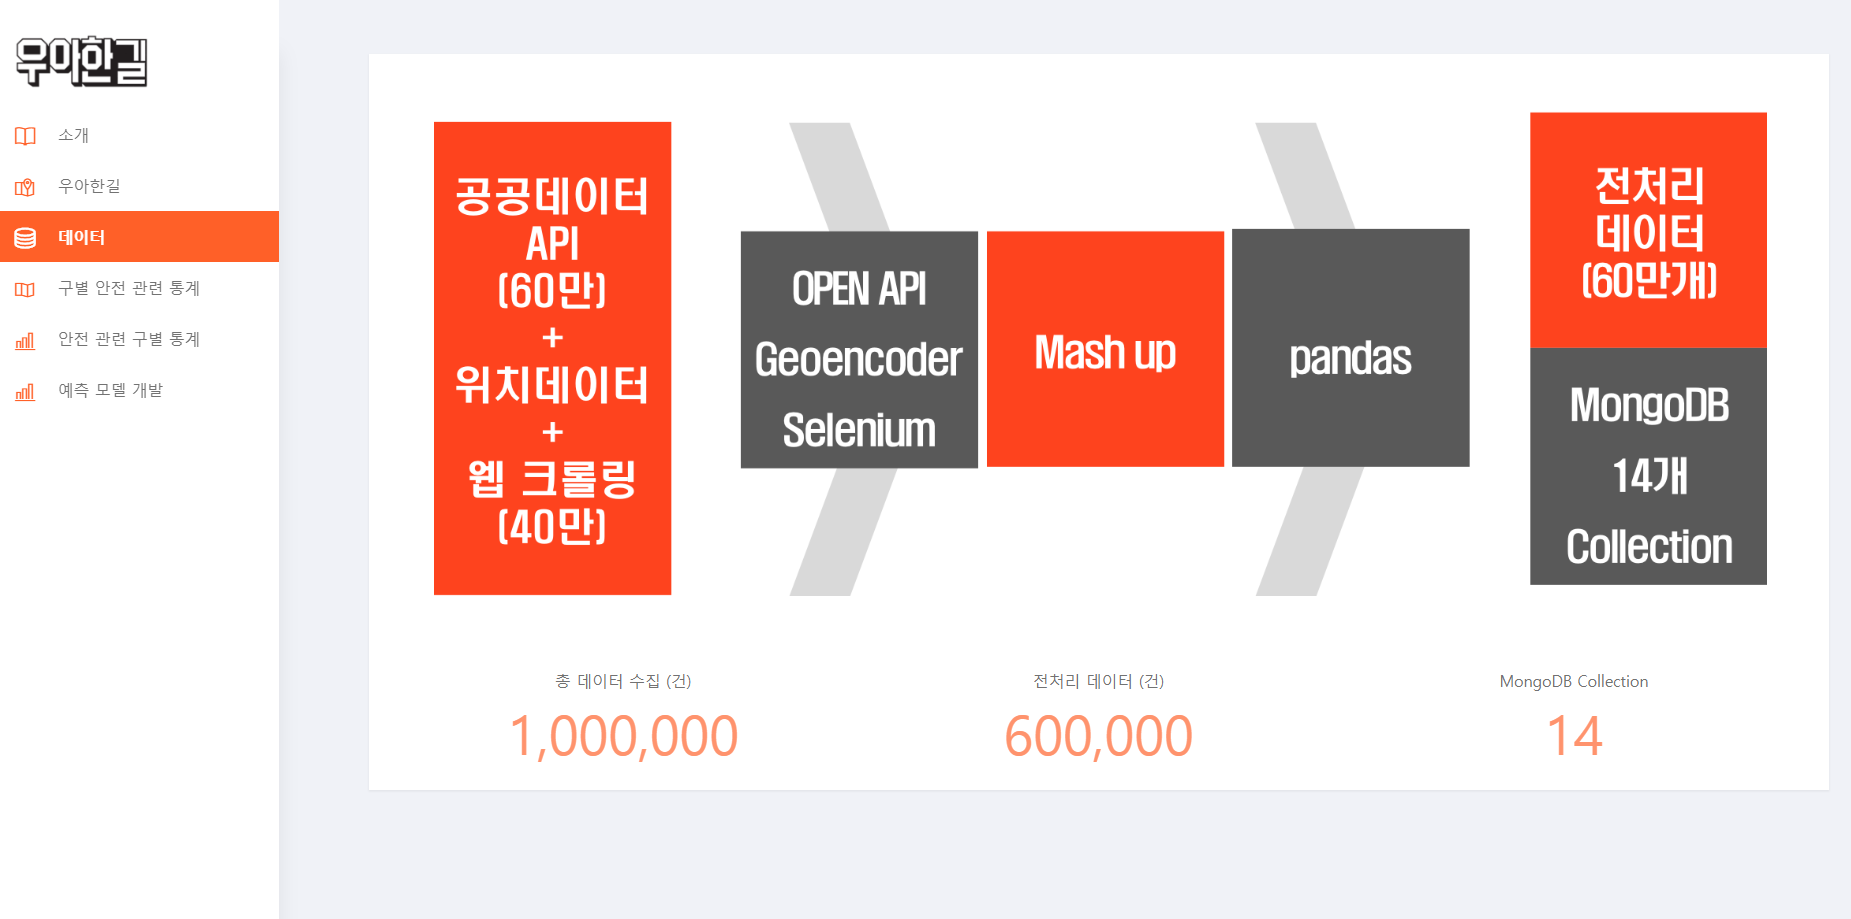 우아한길
소개
우아한길
데이터
구별 안전 관련 통계
안전 관련 구별 통계
예측 모델 개발
공공데이터
API
(60만)
+
위치데이터
+
웹 크롤링
(40만)
OPEN API
Geoencoder
Selenium
Mash up
pandas
전처리
데이터
(60만개)
MongoDB
14개
Collection
총 데이터 수집 (건)
1,000,000
전처리 데이터 (건)
600,000
MongoDB Collection
14